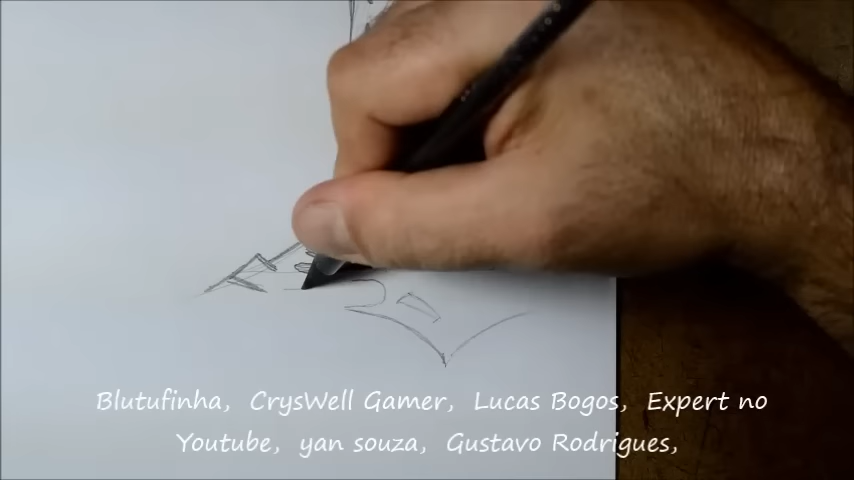 Blutufinha, CrysWell Gamer, Lucas Bogos, Expert no
Youtube, yan souza, Gustavo Rodrigues,